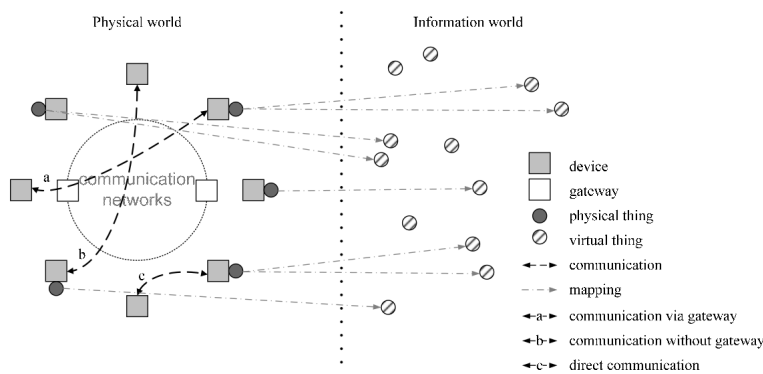 Physical world
Information world
communication
networks
a
b
c
device
gateway
physical thing
virtual thing
communication
mapping
a communication via gateway
b communication without gateway
c direct communication